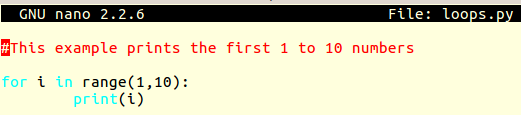 GNU nano 2.2.6 File: loops.py
#This example prints the first 1 to 10 numbers
for i in range(1,10):
        print(i)